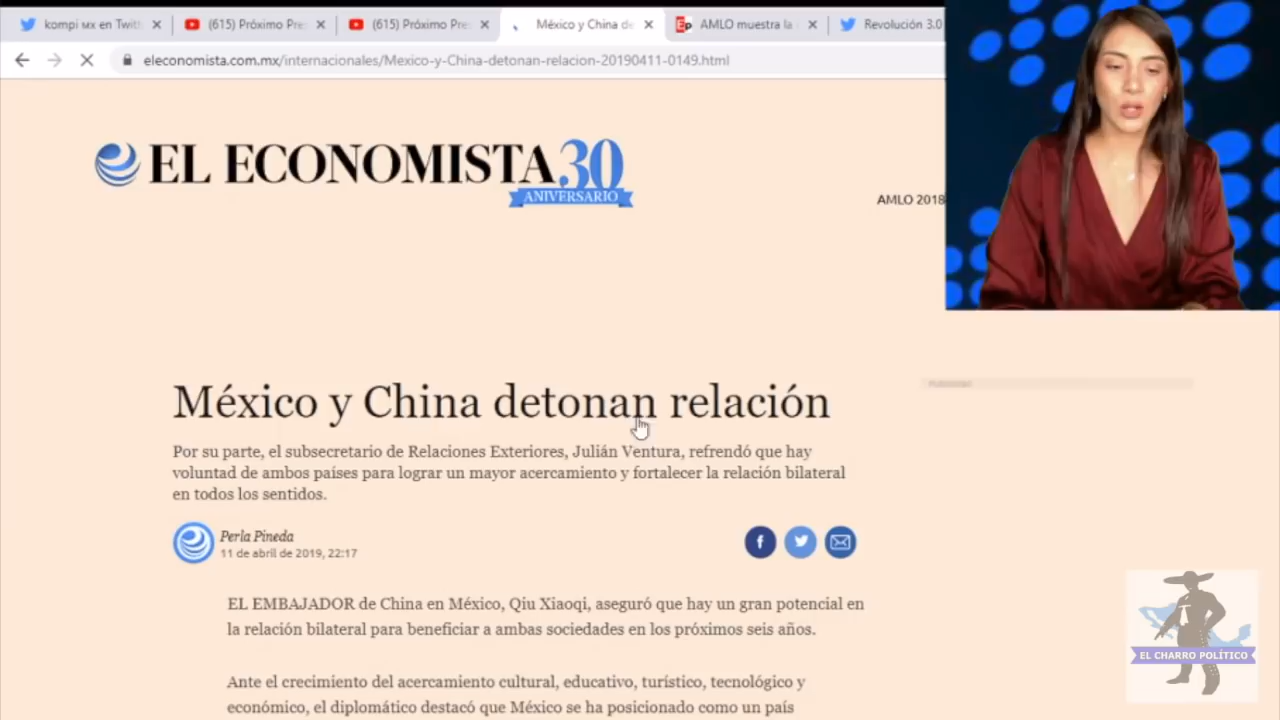 kompi mx en Twit
(615) Próximo Pre
(615) Próximo Pre
México y China de
AMLO muestra la
Revolución 3.0
eleconomista.com.mx/internacionales/Mexico-y-China-detonan-relacion-20190411-0149.html
EL ECONOMISTA 30
ANIVERSARIO
AMLO 2018
México y China detonan relación
Publicidad
Por su parte, el subsecretario de Relaciones Exteriores, Julián Ventura, refrendó que hay
voluntad de ambos países para lograr un mayor acercamiento y fortalecer la relación bilateral
en todos los sentidos.
Perla Pineda
11 de abril de 2019, 22:17
EL EMBAJADOR de China en México, Qiu Xiaoqi, aseguró que hay un gran potencial en
la relación bilateral para beneficiar a ambas sociedades en los próximos seis años.
Ante el crecimiento del acercamiento cultural, educativo, turístico, tecnológico y
económico, el diplomático destacó que México se ha posicionado como un país
EL CHARRO POLÍTICO